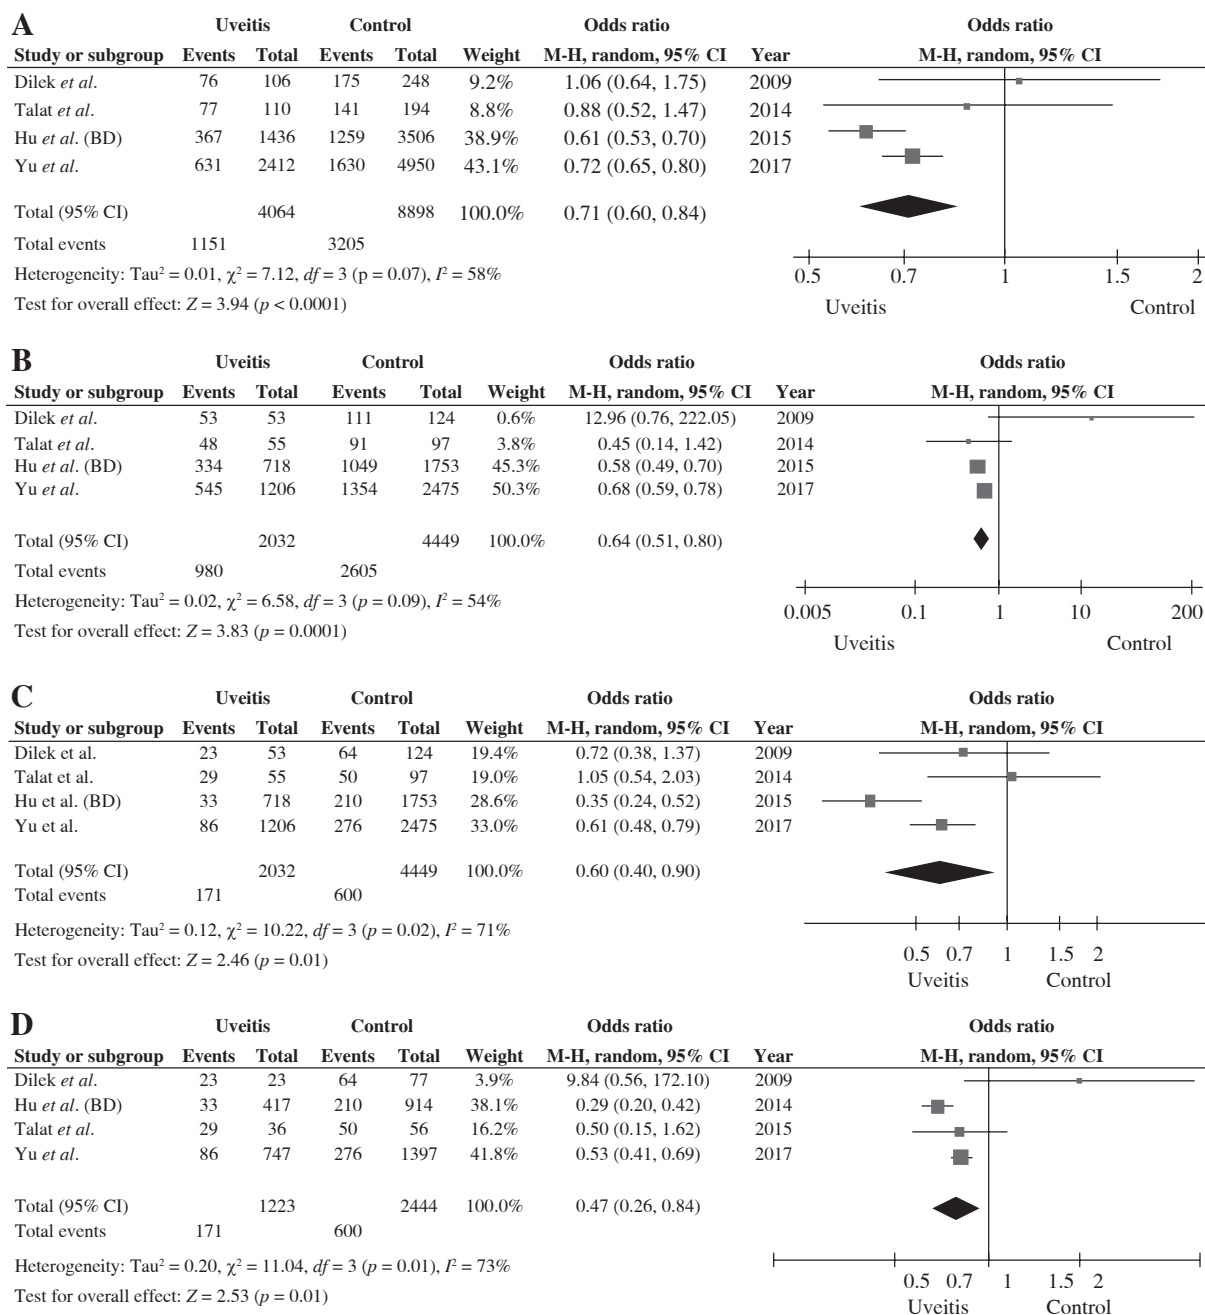 A
Uveitis Control Odds ratio Odds ratio
Study or subgroup Events Total Events Total Weight M-H, random, 95% CI Year M-H, random, 95% CI
Dilek et al. 76 106 175 248 9.2% 1.06 (0.64, 1.75) 2009
Talat et al. 77 110 141 194 8.8% 0.88 (0.52, 1.47) 2014
Hu et al. (BD) 367 1436 1259 3506 38.9% 0.61 (0.53, 0.70) 2015
Yu et al. 631 2412 1630 4950 43.1% 0.72 (0.65, 0.80) 2017
Total (95% CI) 4064 8898 100.0% 0.71 (0.60, 0.84)
Total events 1151 3205
Heterogeneity: Tau² = 0.01, χ² = 7.12, df = 3 (p = 0.07), I² = 58%
0.5 0.7 1 1.5 2
Test for overall effect: Z = 3.94 (p < 0.0001)
Uveitis Control
B
Uveitis Control Odds ratio Odds ratio
Study or subgroup Events Total Events Total Weight M-H, random, 95% CI Year M-H, random, 95% CI
Dilek et al. 53 53 111 124 0.6% 12.96 (0.76, 222.05) 2009
Talat et al. 48 55 91 97 3.8% 0.45 (0.14, 1.42) 2014
Hu et al. (BD) 334 718 1049 1753 45.3% 0.58 (0.49, 0.70) 2015
Yu et al. 545 1206 1354 2475 50.3% 0.68 (0.59, 0.78) 2017
Total (95% CI) 2032 4449 100.0% 0.64 (0.51, 0.80)
Total events 980 2605
Heterogeneity: Tau² = 0.02, χ² = 6.58, df = 3 (p = 0.09), I² = 54%
0.005 0.1 1 10 200
Test for overall effect: Z = 3.83 (p = 0.0001)
Uveitis Control
C
Uveitis Control Odds ratio Odds ratio
Study or subgroup Events Total Events Total Weight M-H, random, 95% CI Year M-H, random, 95% CI
Dilek et al. 23 53 64 124 19.4% 0.72 (0.38, 1.37) 2009
Talat et al. 29 55 50 97 19.0% 1.05 (0.54, 2.03) 2014
Hu et al. (BD) 33 718 210 1753 28.6% 0.35 (0.24, 0.52) 2015
Yu et al. 86 1206 276 2475 33.0% 0.61 (0.48, 0.79) 2017
Total (95% CI) 2032 4449 100.0% 0.60 (0.40, 0.90)
Total events 171 600
Heterogeneity: Tau² = 0.12, χ² = 10.22, df = 3 (p = 0.02), I² = 71%
0.5 0.7 1 1.5 2
Test for overall effect: Z = 2.46 (p = 0.01)
Uveitis Control
D
Uveitis Control Odds ratio Odds ratio
Study or subgroup Events Total Events Total Weight M-H, random, 95% CI Year M-H, random, 95% CI
Dilek et al. 23 23 64 77 3.9% 9.84 (0.56, 172.10) 2009
Hu et al. (BD) 33 417 210 914 38.1% 0.29 (0.20, 0.42) 2014
Talat et al. 29 36 50 56 16.2% 0.50 (0.15, 1.62) 2015
Yu et al. 86 747 276 1397 41.8% 0.53 (0.41, 0.69) 2017
Total (95% CI) 1223 2444 100.0% 0.47 (0.26, 0.84)
Total events 171 600
Heterogeneity: Tau² = 0.20, χ² = 11.04, df = 3 (p = 0.01), I² = 73%
0.5 0.7 1 1.5 2
Test for overall effect: Z = 2.53 (p = 0.01)
Uveitis Control